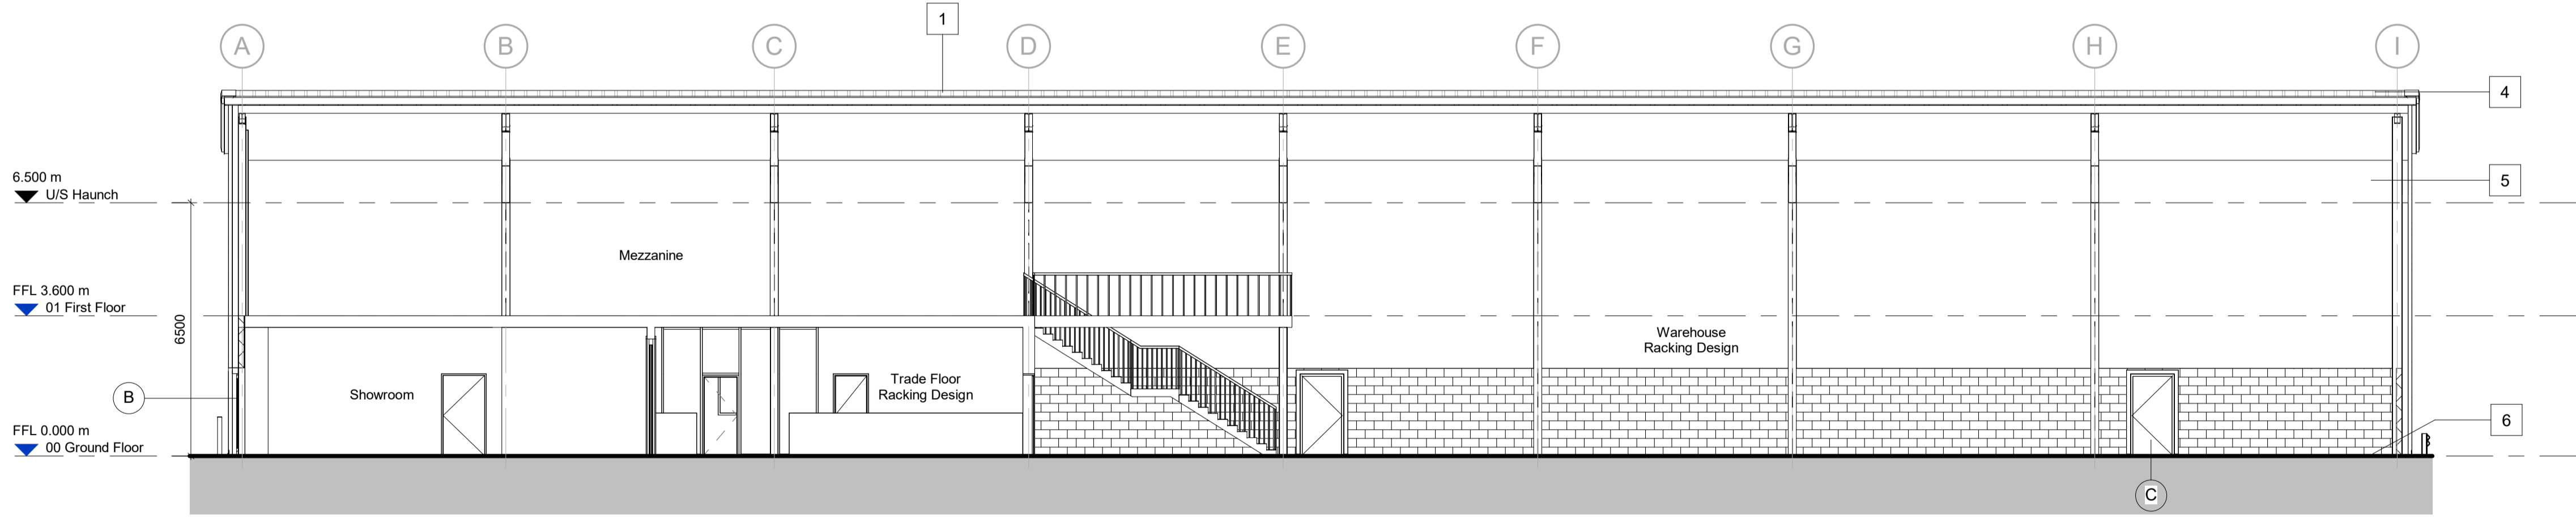 1
A
B
C
D
E
F
G
H
I
4
6.500 m
U/S Haunch
5
Mezzanine
FFL 3.600 m
01 First Floor
6500
Warehouse
Racking Design
Trade Floor
Racking Design
Showroom
B
FFL 0.000 m
00 Ground Floor
6
C